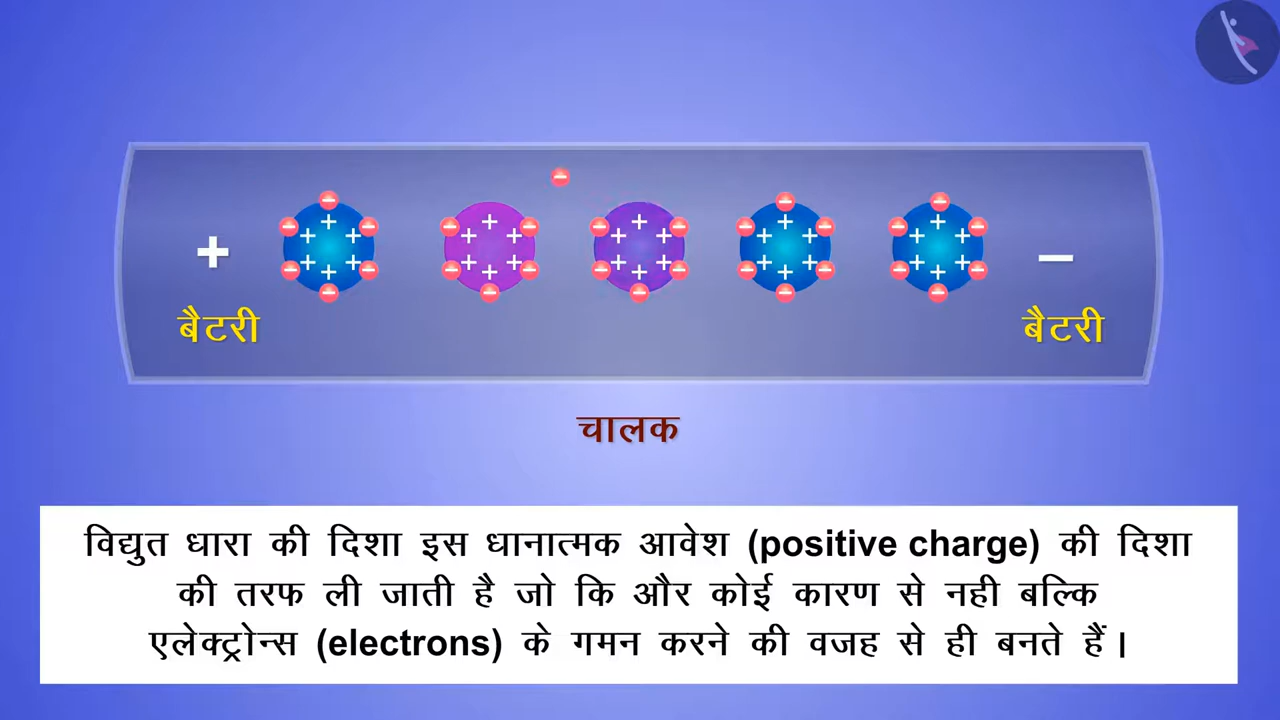 + −
बैटरी बैटरी
चालक
विद्युत धारा की दिशा इस धानात्मक आवेश (positive charge) की दिशा
की तरफ ली जाती है जो कि और कोई कारण से नही बल्कि
एलेक्ट्रोन्स (electrons) के गमन करने की वजह से ही बनते हैं।